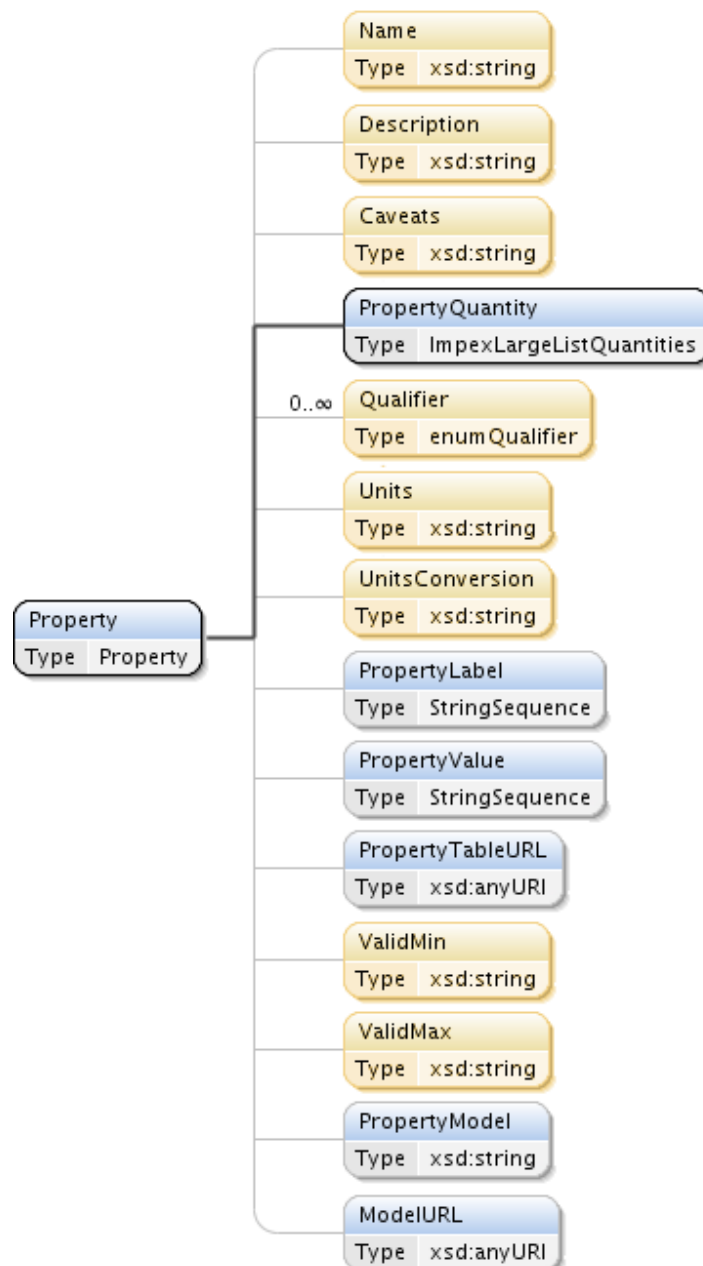 Name
Type xsd:string
Description
Type xsd:string
Caveats
Type xsd:string
PropertyQuantity
Type ImpexLargeListQuantities
0..∞
Qualifier
Type enumQualifier
Units
Type xsd:string
UnitsConversion
Type xsd:string
Property
Type Property
PropertyLabel
Type StringSequence
PropertyValue
Type StringSequence
PropertyTableURL
Type xsd:anyURI
ValidMin
Type xsd:string
ValidMax
Type xsd:string
PropertyModel
Type xsd:string
ModelURL
Type xsd:anyURI